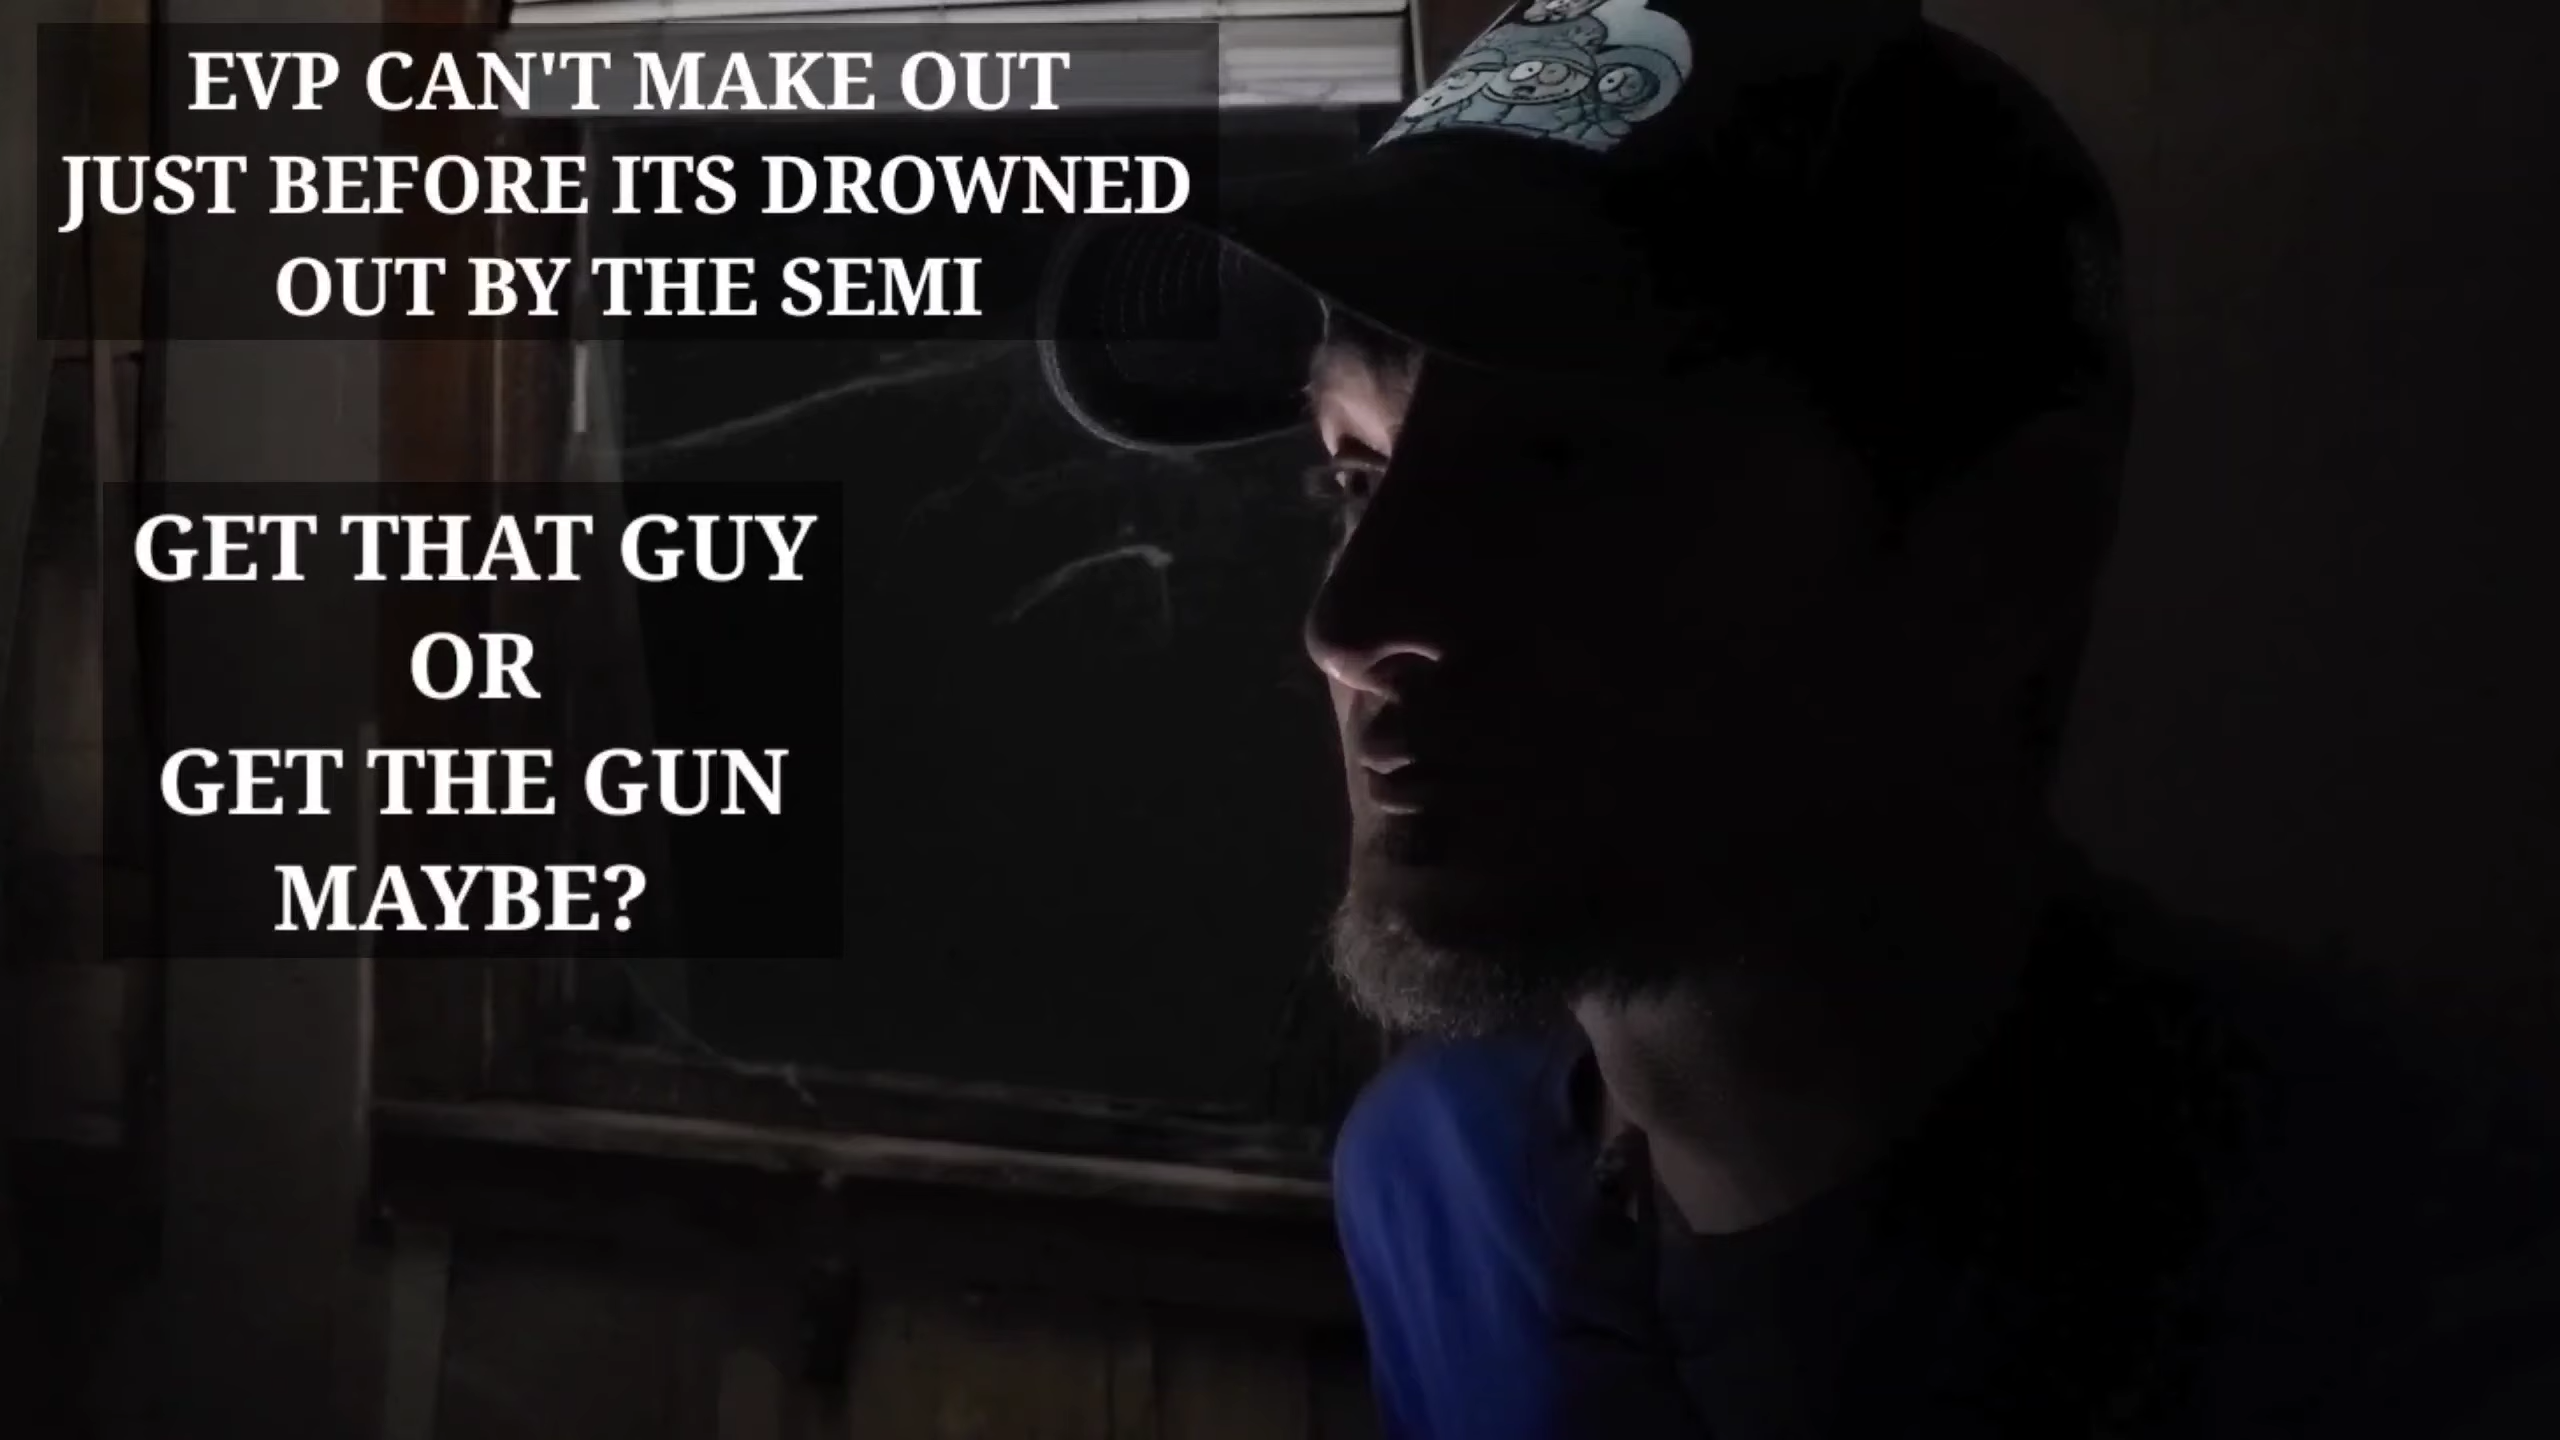 EVP CAN'T MAKE OUT
JUST BEFORE ITS DROWNED
OUT BY THE SEMI
GET THAT GUY
OR
GET THE GUN
MAYBE?